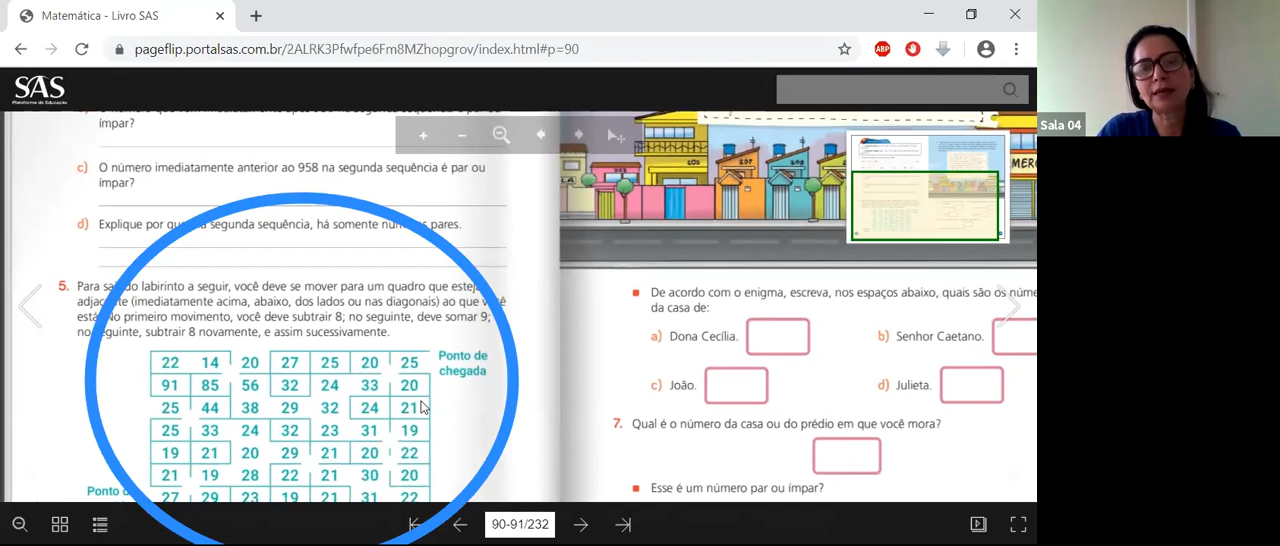 Matemática - Livro SAS
pageflip.portalsas.com.br/2ALRK3Pfwfpe6Fm8MZhopgrov/index.html#p=90
ABP
SAS
Plataforma de Educação
Sala 04
ímpar?
c) O número imediatamente anterior ao 958 na segunda sequência é par ou
ímpar?
d) Explique por que, a segunda sequência, há somente números pares.
5. Para sair do labirinto a seguir, você deve se mover para um quadro que esteja
adjacente (imediatamente acima, abaixo, dos lados ou nas diagonais) ao que você
está. No primeiro movimento, você deve subtrair 8; no seguinte, deve somar 9;
no seguinte, subtrair 8 novamente, e assim sucessivamente.
22 14 20 27 25 20 25
Ponto de
chegada
91 85 56 32 24 33 20
25 44 38 29 32 24 21
25 33 24 32 23 31 19
19 21 20 29 21 20 22
21 19 28 22 21 30 20
Ponto
27 29 23 19 21 31 22
205
207
209
MERC
De acordo com o enigma, escreva, nos espaços abaixo, quais são os núme
da casa de:
a) Dona Cecília.
b) Senhor Caetano.
c) João.
d) Julieta.
7. Qual é o número da casa ou do prédio em que você mora?
Esse é um número par ou ímpar?
90-91/232